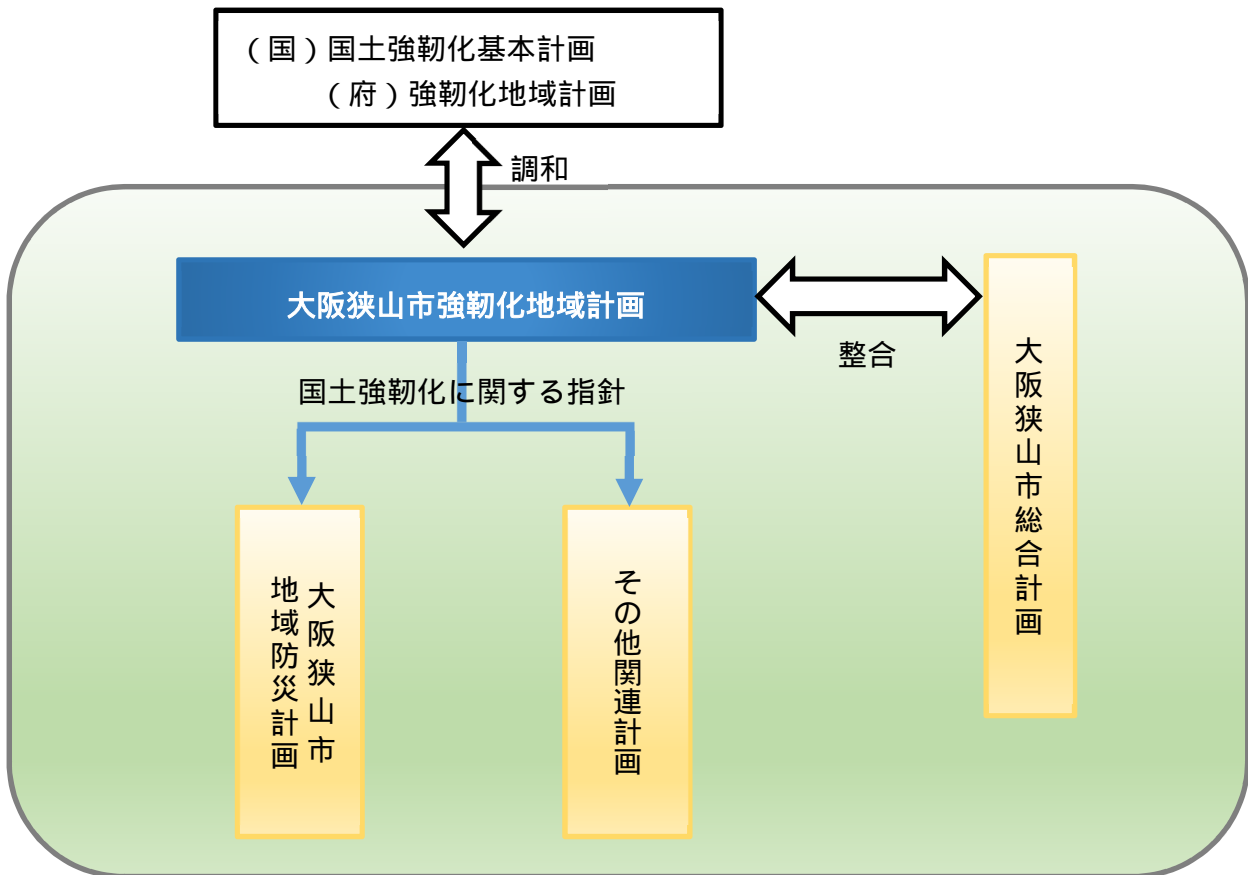 （国）国土強靭化基本計画
（府）強靭化地域計画
調和
大阪狭山市強靭化地域計画
整合
国土強靭化に関する指針
大阪狭山市
地域防災計画
その他関連計画
大阪狭山市総合計画